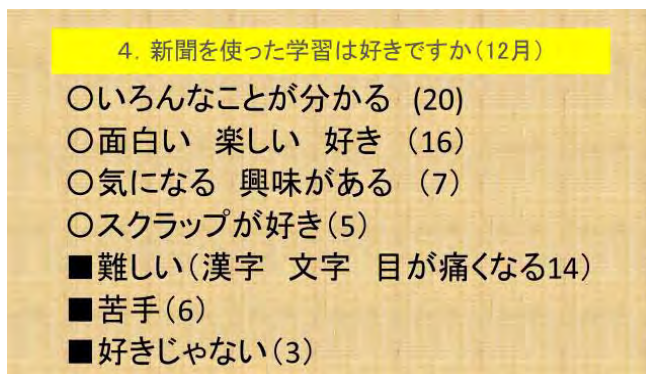 ４．新聞を使った学習は好きですか（12月）
〇いろんなことが分かる (20)
〇面白い　楽しい　好き　（16）
〇気になる　興味がある　（7）
〇スクラップが好き（5）
■難しい（漢字　文字　目が痛くなる14）
■苦手（6）
■好きじゃない（3）